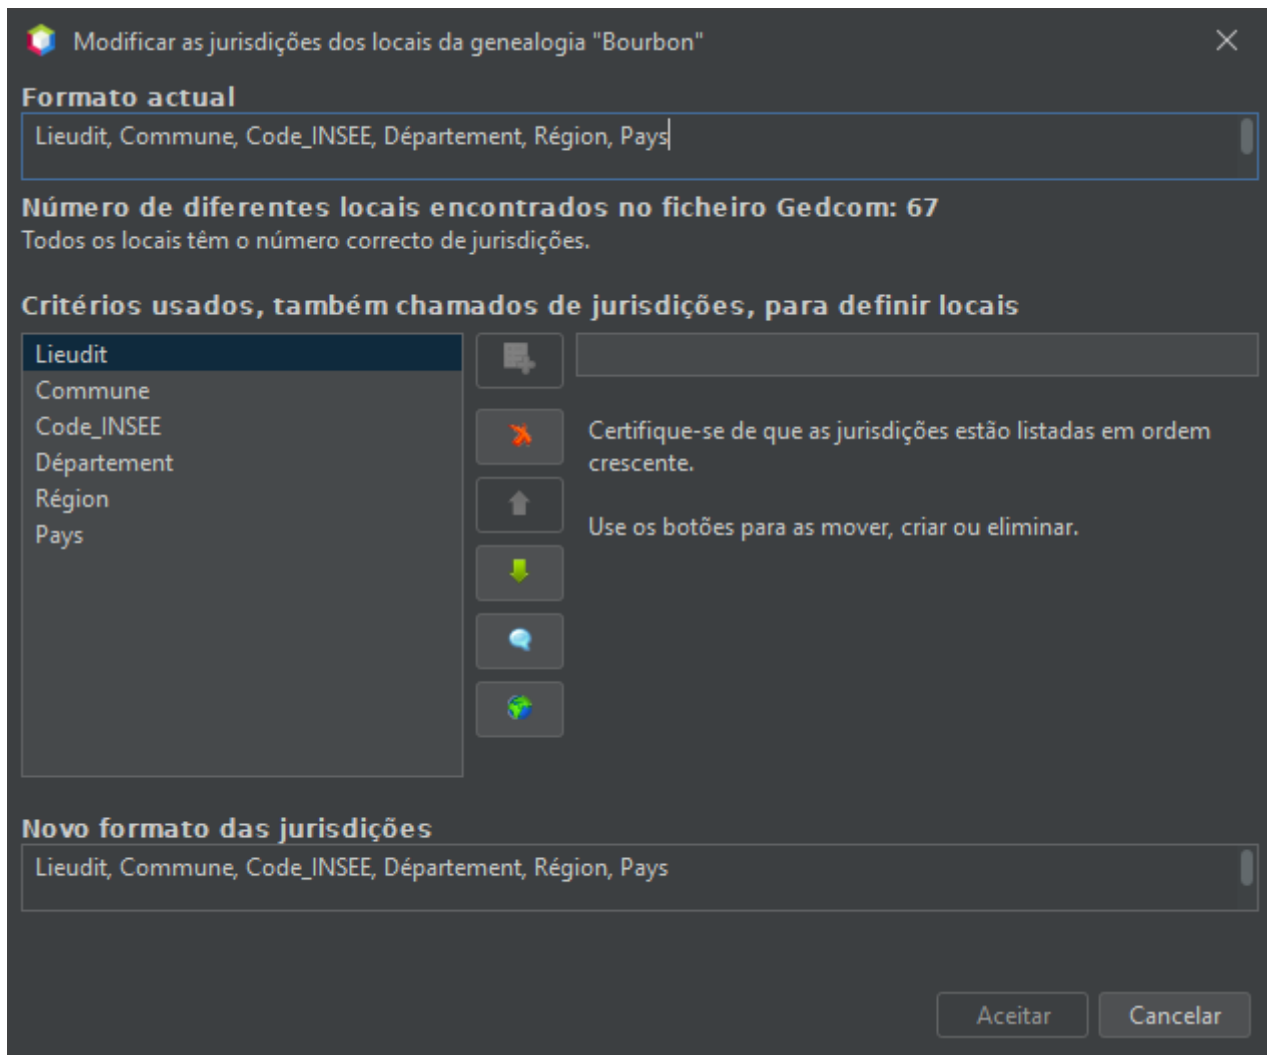 Modificar as jurisdições dos locais da genealogia "Bourbon"
Formato actual
Lieudit, Commune, Code_INSEE, Département, Région, Pays
Número de diferentes locais encontrados no ficheiro Gedcom: 67
Todos os locais têm o número correcto de jurisdições.
Critérios usados, também chamados de jurisdições, para definir locais
Lieudit
Commune
Code_INSEE
Département
Région
Pays
Certifique-se de que as jurisdições estão listadas em ordem
crescente.
Use os botões para as mover, criar ou eliminar.
Novo formato das jurisdições
Lieudit, Commune, Code_INSEE, Département, Région, Pays
Aceitar
Cancelar